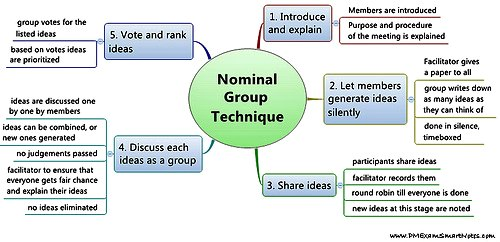 Nominal
Group
Technique
1. Introduce
and explain
Members are introduced
Purpose and procedure
of the meeting is explained
2. Let members
generate ideas
silently
Facilitator gives
a paper to all
group writes down
as many ideas as
they can think of
done in silence,
timeboxed
3. Share ideas
participants share ideas
facilitator records them
round robin till everyone is done
new ideas at this stage are noted
4. Discuss each
ideas as a group
ideas are discussed one
by one by members
ideas can be combined, or
new ones generated
no judgements passed
facilitator to ensure that
everyone gets fair chance
and explain their ideas
no ideas eliminated
5. Vote and rank
ideas
group votes for the
listed ideas
based on votes ideas
are prioritized
www.PMExamSmartNotes.com